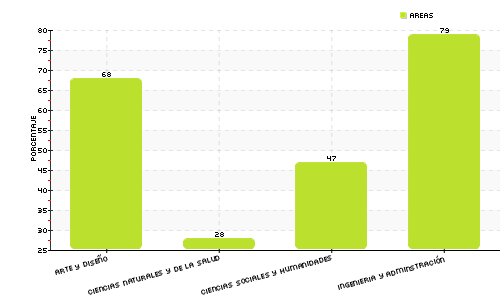 AREAS
PORCENTAJE
80
75
70
65
60
55
50
45
40
35
30
25
68
28
47
79
ARTE Y DISEÑO
CIENCIAS NATURALES Y DE LA SALUD
CIENCIAS SOCIALES Y HUMANIDADES
INGENIERIA Y ADMINSTRACIÓN